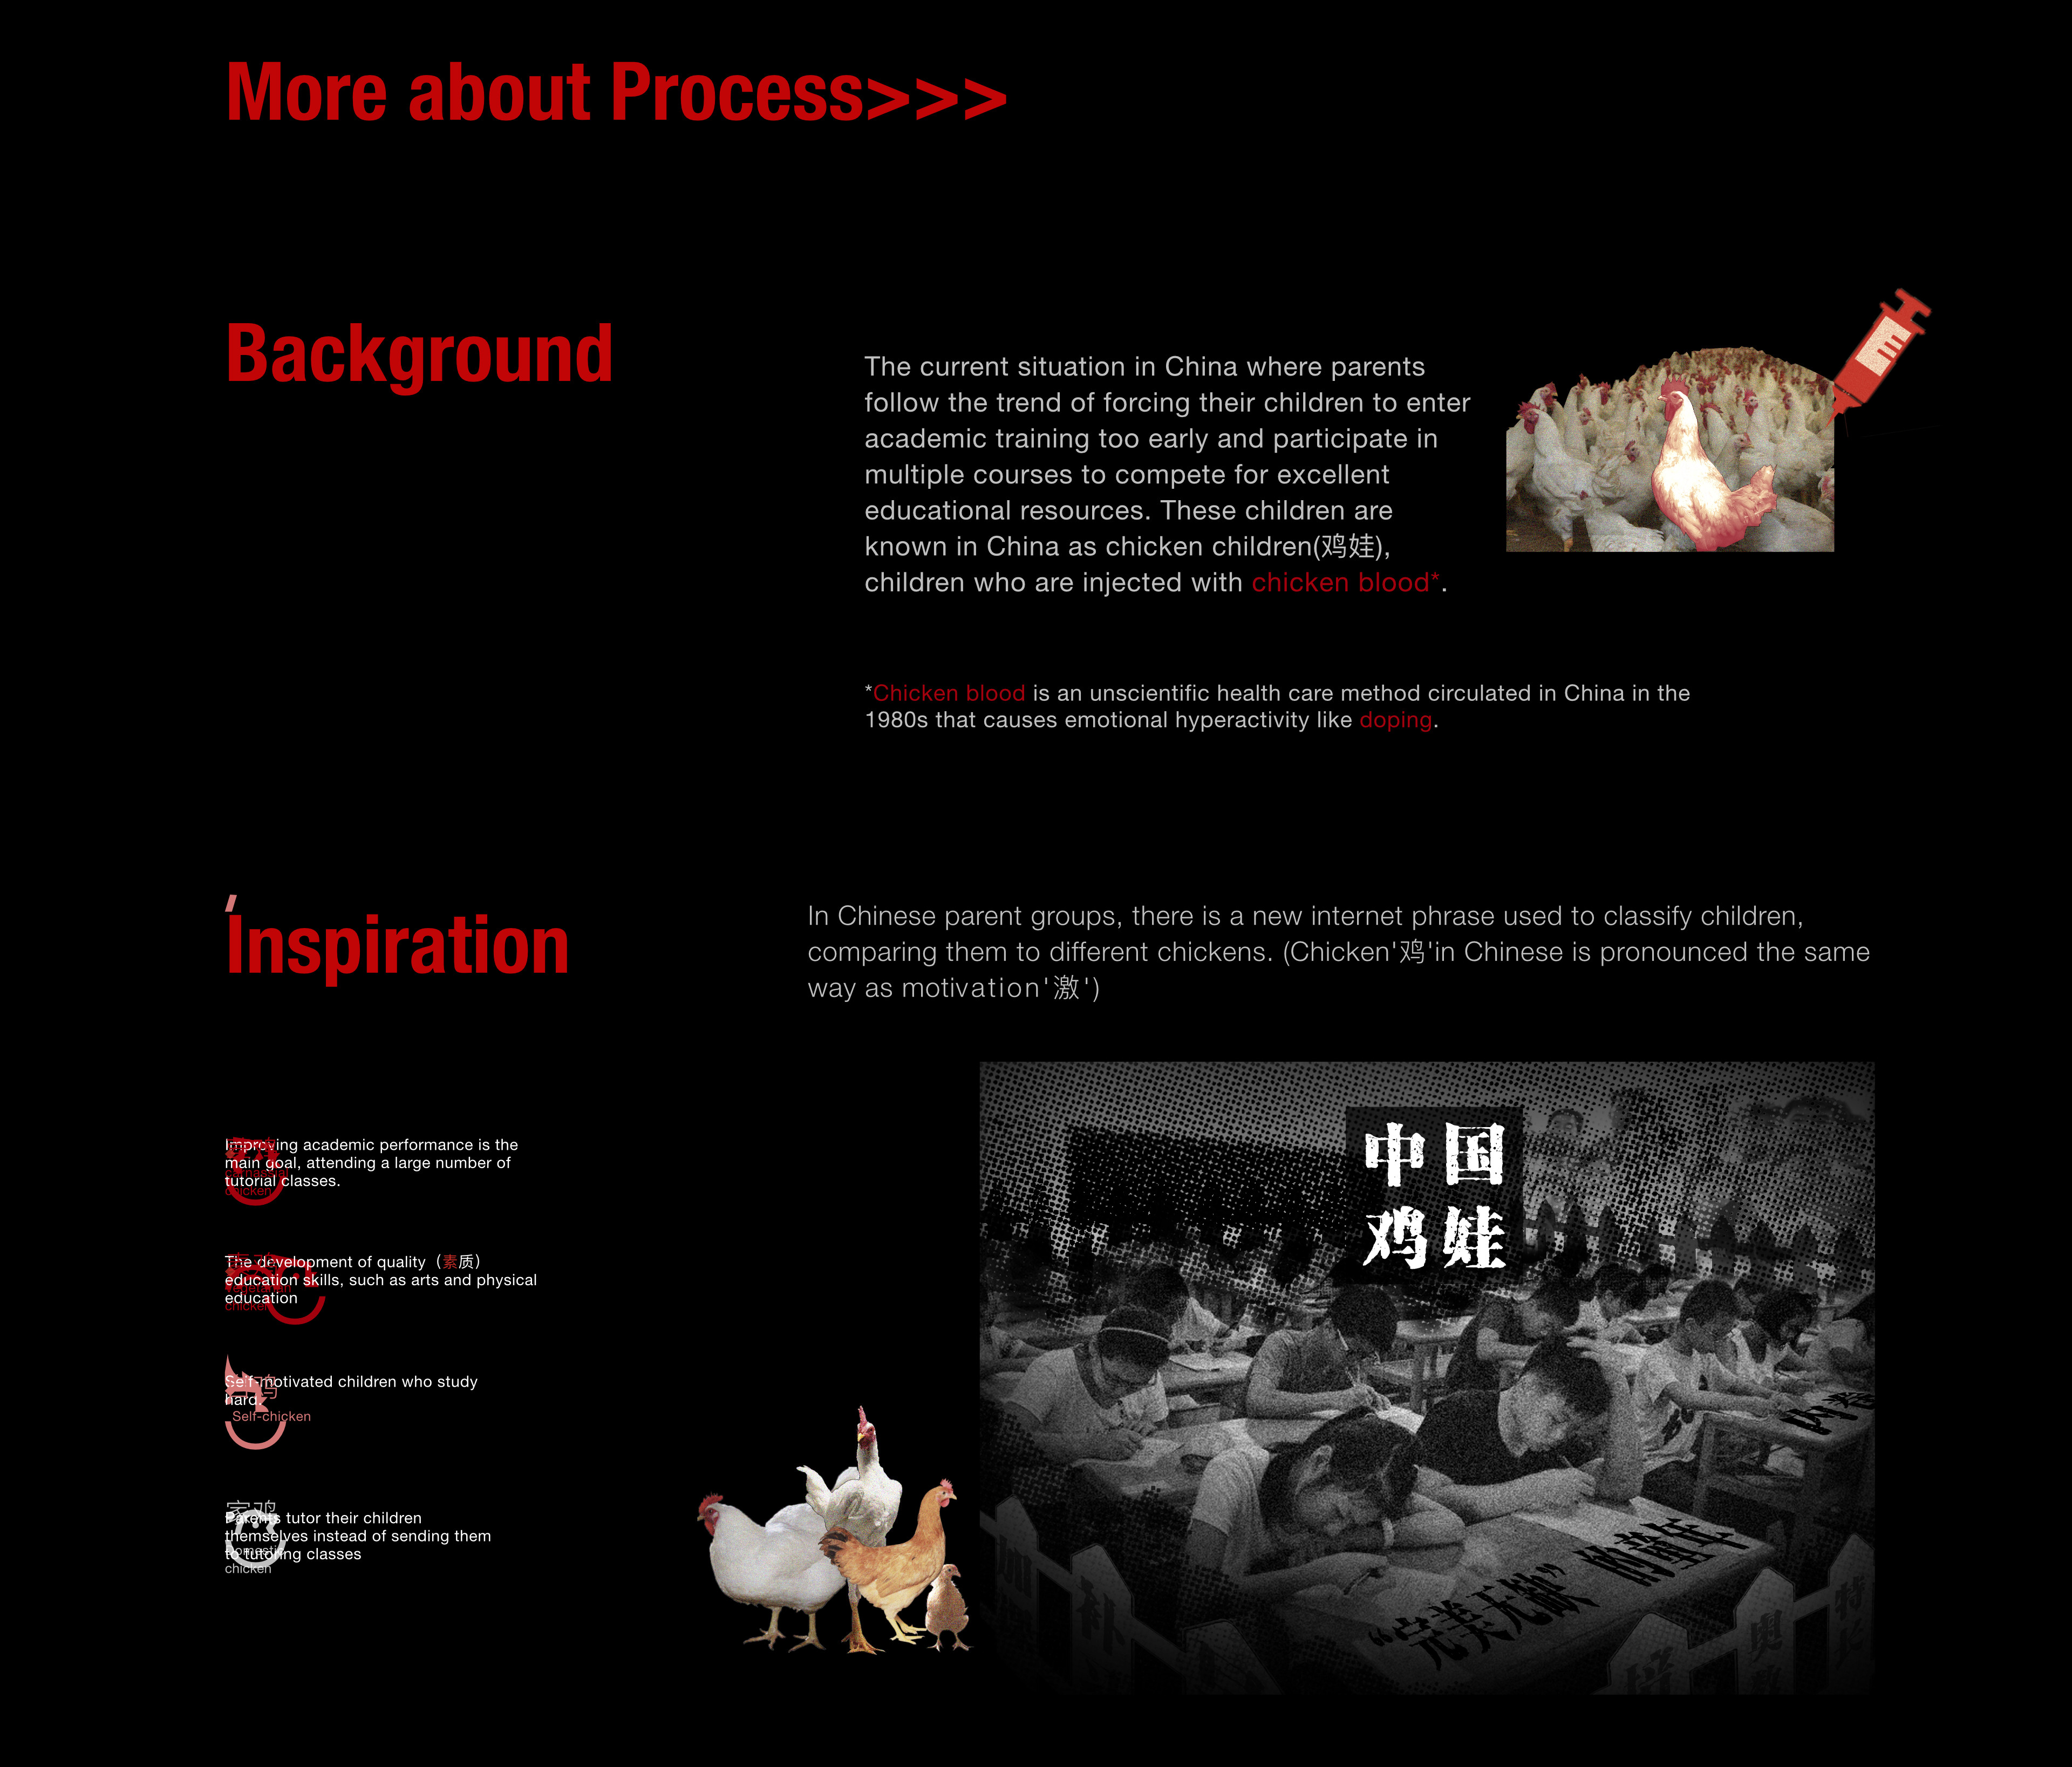 More about Process>>>
Background
The current situation in China where parents
follow the trend of forcing their children to enter
academic training too early and participate in
multiple courses to compete for excellent
educational resources. These children are
known in China as chicken children(鸡娃),
children who are injected with chicken blood*.
*Chicken blood is an unscientific health care method circulated in China in the
1980s that causes emotional hyperactivity like doping.
Inspiration
In Chinese parent groups, there is a new internet phrase used to classify children,
comparing them to different chickens. (Chicken'鸡'in Chinese is pronounced the same
way as motivation'激')
Improving academic performance is the
main goal, attending a large number of
tutorial classes.
chicken
The development of quality（素质）
education skills, such as arts and physical
education
chicken
Self-motivated children who study
hard.
Self-chicken
家鸡
Parents tutor their children
themselves instead of sending them
to tutoring classes
Domestic
chicken
中国
鸡娃
内卷
“完美无缺”的童年
补
培
奥
特